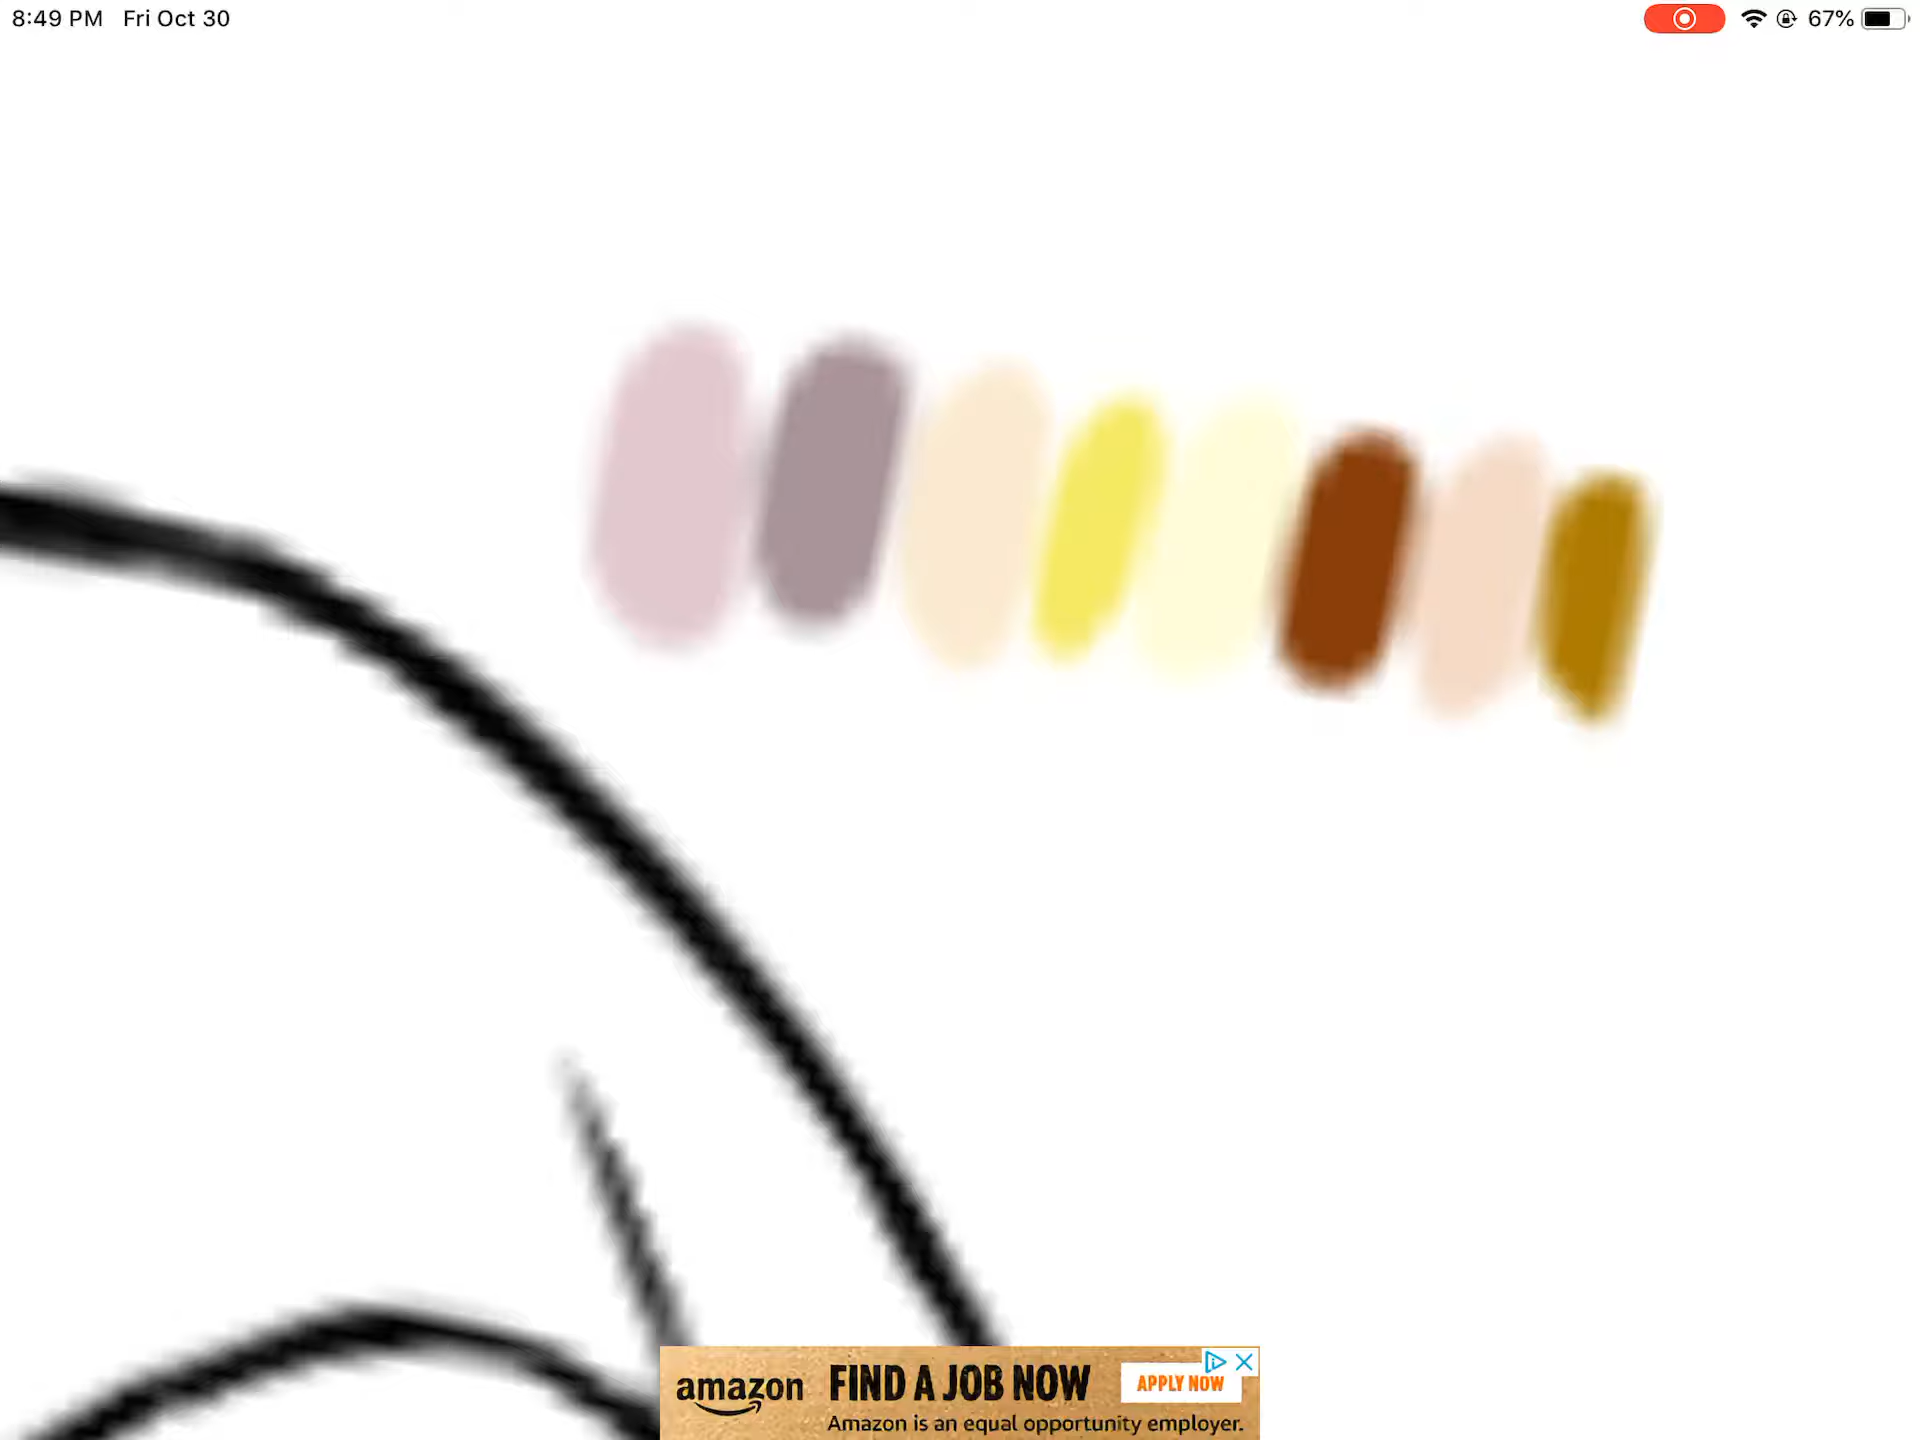 8:49 PM Fri Oct 30 67%
amazon FIND A JOB NOW APPLY NOW
Amazon is an equal opportunity employer.